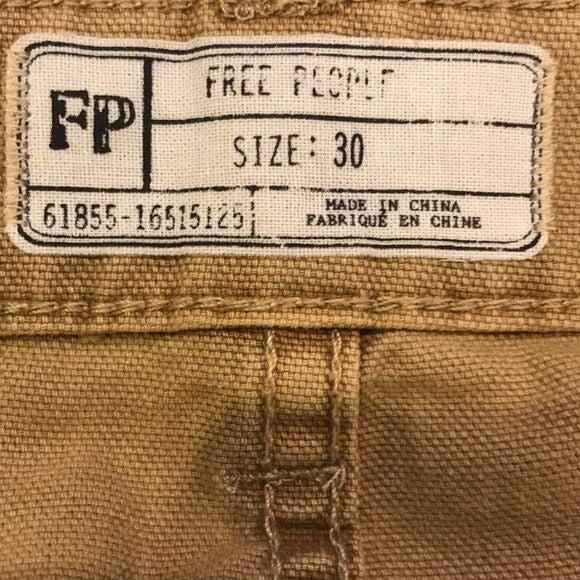 FP
FREE PEOPLE
SIZE: 30
61855-16515125
MADE IN CHINA
FABRIQUÉ EN CHINE